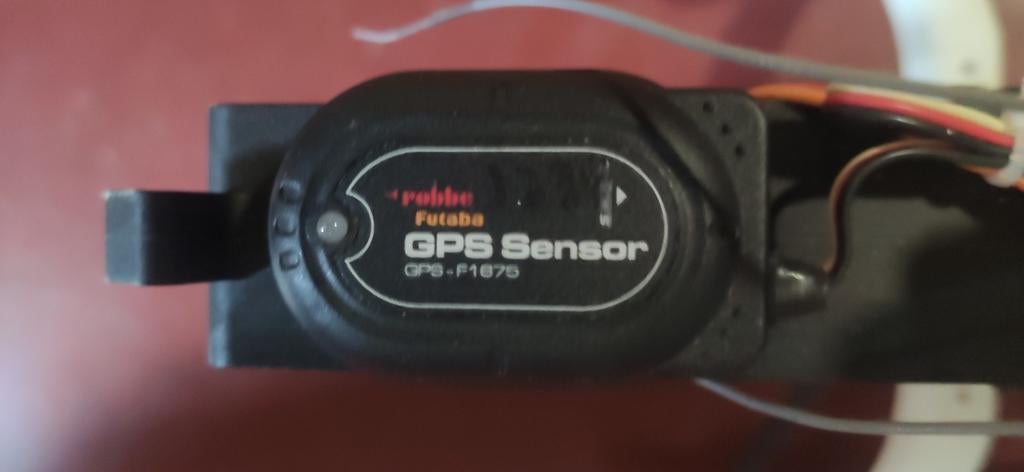 robbe
Futaba
GPS Sensor
GPS-F1675